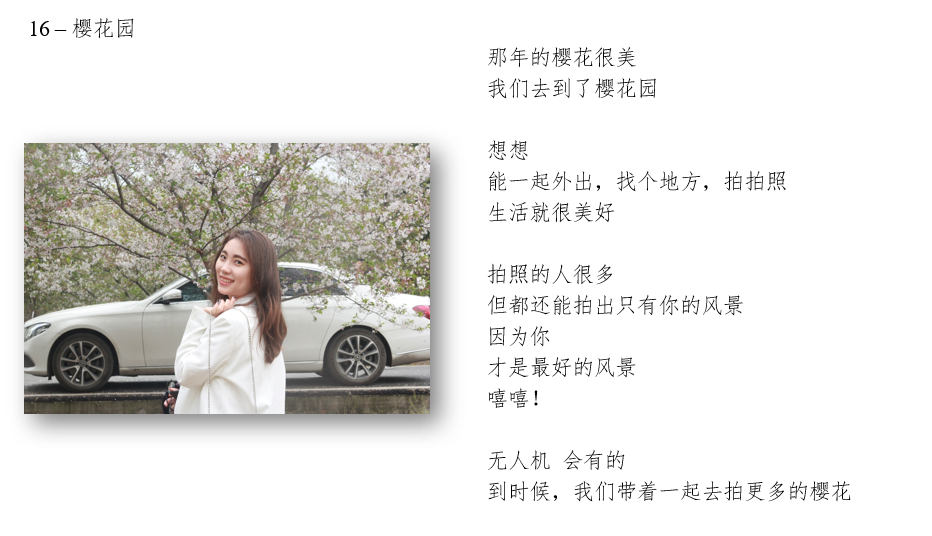 16 – 樱花园
那年的樱花很美
我们去到了樱花园
想想
能一起外出，找个地方，拍拍照
生活就很美好
拍照的人很多
但都还能拍出只有你的风景
因为你
才是最好的风景
嘻嘻！
无人机 会有的
到时候，我们带着一起去拍更多的樱花